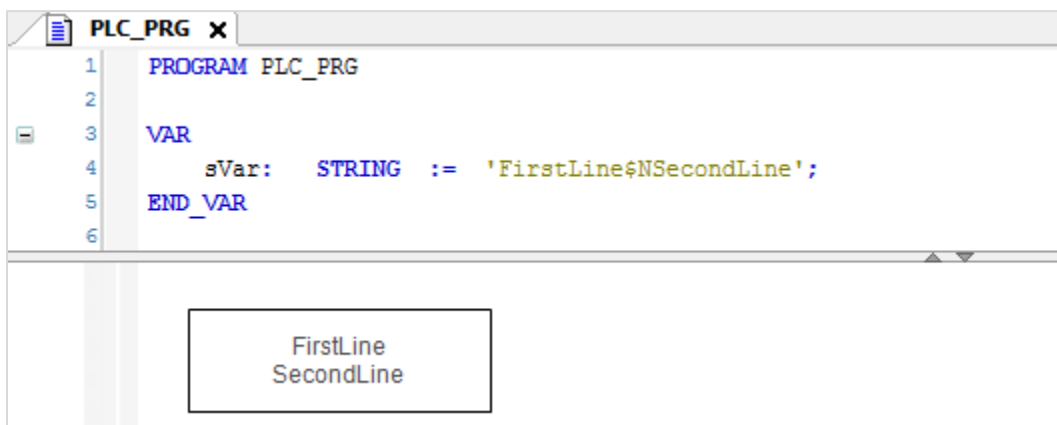 PLC_PRG
1 PROGRAM PLC_PRG
2
3 VAR
4 sVar: STRING := 'FirstLine$NSecondLine';
5 END_VAR
6
FirstLine
SecondLine